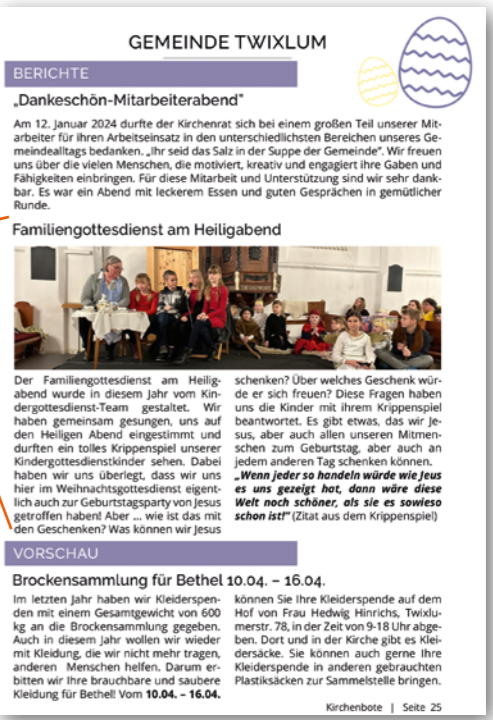 GEMEINDE TWIXLUM
BERICHTE
„Dankeschön-Mitarbeiterabend"
Am 12. Januar 2024 durfte der Kirchenrat sich bei einem großen Teil unserer Mit-
arbeiter für ihren Arbeitseinsatz in den unterschiedlichsten Bereichen unseres Ge-
meindealltags bedanken. „Ihr seid das Salz in der Suppe der Gemeinde". Wir freuen
uns über die vielen Menschen, die motiviert, kreativ und engagiert ihre Gaben und
Fähigkeiten einbringen. Für diese Mitarbeit und Unterstützung sind wir sehr dank-
bar. Es war ein Abend mit leckerem Essen und guten Gesprächen in gemütlicher
Runde.
Familiengottesdienst am Heiligabend
Der Familiengottesdienst am Heilig-
abend wurde in diesem Jahr vom Kin-
dergottesdienst-Team gestaltet. Wir
haben gemeinsam gesungen, uns auf
den Heiligen Abend eingestimmt und
durften ein tolles Krippenspiel unserer
Kindergottesdienstkinder sehen. Dabei
haben wir uns überlegt, dass wir uns
hier im Weihnachtsgottesdienst eigent-
lich auch zur Geburtstagsparty von Jesus
getroffen haben! Aber ... wie ist das mit
den Geschenken? Was können wir Jesus
schenken? Über welches Geschenk wür-
de er sich freuen? Diese Fragen haben
uns die Kinder mit ihrem Krippenspiel
beantwortet. Es gibt etwas, das wir Je-
sus, aber auch allen unseren Mitmen-
schen zum Geburtstag, aber auch an
jedem anderen Tag schenken können.
„Wenn jeder so handeln würde wie Jeus
es uns gezeigt hat, dann wäre diese
Welt noch schöner, als sie es sowieso
schon ist!" (Zitat aus dem Krippenspiel)
VORSCHAU
Brockensammlung für Bethel 10.04. – 16.04.
Im letzten Jahr haben wir Kleiderspen-
den mit einem Gesamtgewicht von 600
kg an die Brockensammlung gegeben.
Auch in diesem Jahr wollen wir wieder
mit Kleidung, die wir nicht mehr tragen,
anderen Menschen helfen. Darum er-
bitten wir Ihre brauchbare und saubere
Kleidung für Bethel! Vom 10.04. – 16.04.
können Sie Ihre Kleiderspende auf dem
Hof von Frau Hedwig Hinrichs, Twixlu-
merstr. 78, in der Zeit von 9-18 Uhr abge-
ben. Dort und in der Kirche gibt es Klei-
dersäcke. Sie können auch gerne Ihre
Kleiderspende in anderen gebrauchten
Plastiksäcken zur Sammelstelle bringen.
Kirchenbote | Seite 25